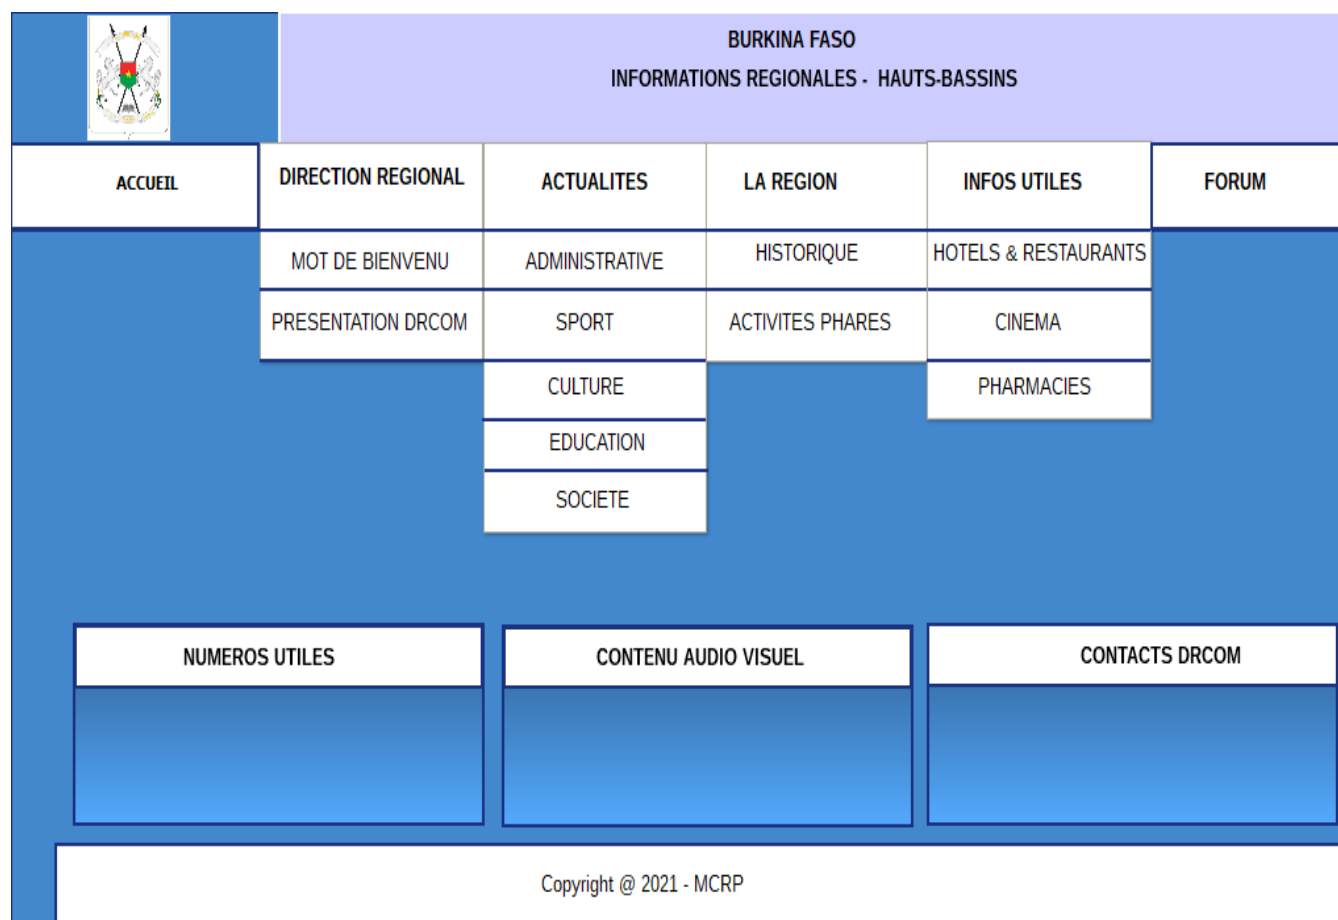 BURKINA FASO
INFORMATIONS REGIONALES - HAUTS-BASSINS
ACCUEIL
DIRECTION REGIONAL
ACTUALITES
LA REGION
INFOS UTILES
FORUM
MOT DE BIENVENU
ADMINISTRATIVE
HISTORIQUE
HOTELS & RESTAURANTS
PRESENTATION DRCOM
SPORT
ACTIVITES PHARES
CINEMA
CULTURE
PHARMACIES
EDUCATION
SOCIETE
NUMEROS UTILES
CONTENU AUDIO VISUEL
CONTACTS DRCOM
Copyright @ 2021 - MCRP